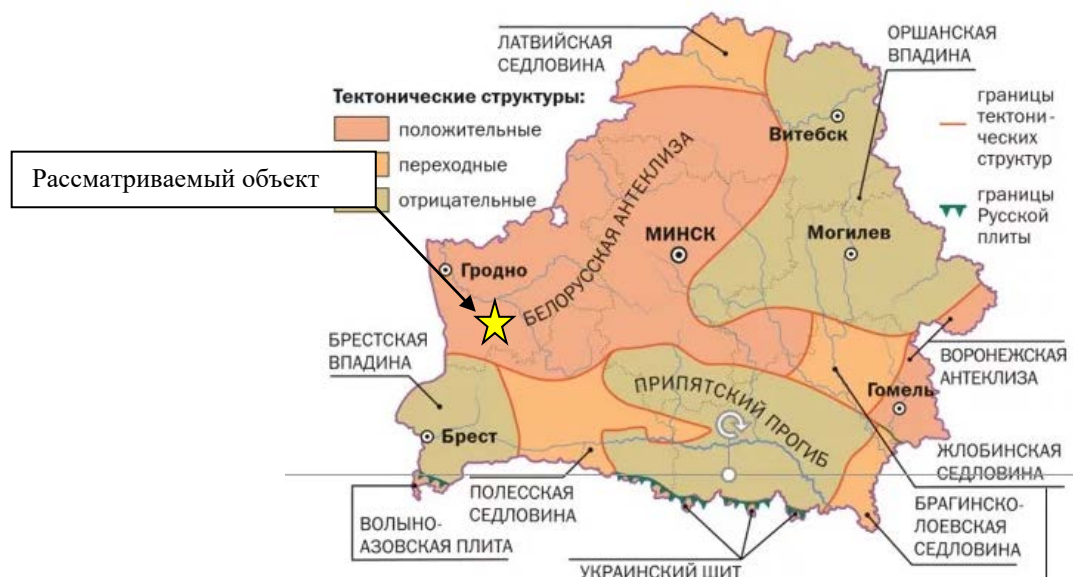 ЛАТВИЙСКАЯ
СЕДЛОВИНА
ОРШАНСКАЯ
ВПАДИНА
Тектонические структуры:
положительные
переходные
отрицательные
Рассматриваемый объект
границы
тектони-
ческих
структур
границы
Русской
плиты
Витебск
МИНСК
Могилев
Гродно
БЕЛОРУССКАЯ АНТЕКЛИЗА
БРЕСТСКАЯ
ВПАДИНА
ВОРОНЕЖСКАЯ
АНТЕКЛИЗА
Гомель
ПРИПЯТСКИЙ ПРОГИБ
Брест
ЖЛОБИНСКАЯ
СЕДЛОВИНА
ПОЛЕССКАЯ
СЕДЛОВИНА
БРАГИНСКО-
ЛОЕВСКАЯ
СЕДЛОВИНА
ВОЛЫНО-
АЗОВСКАЯ ПЛИТА
УКРАИНСКИЙ ЩИТ